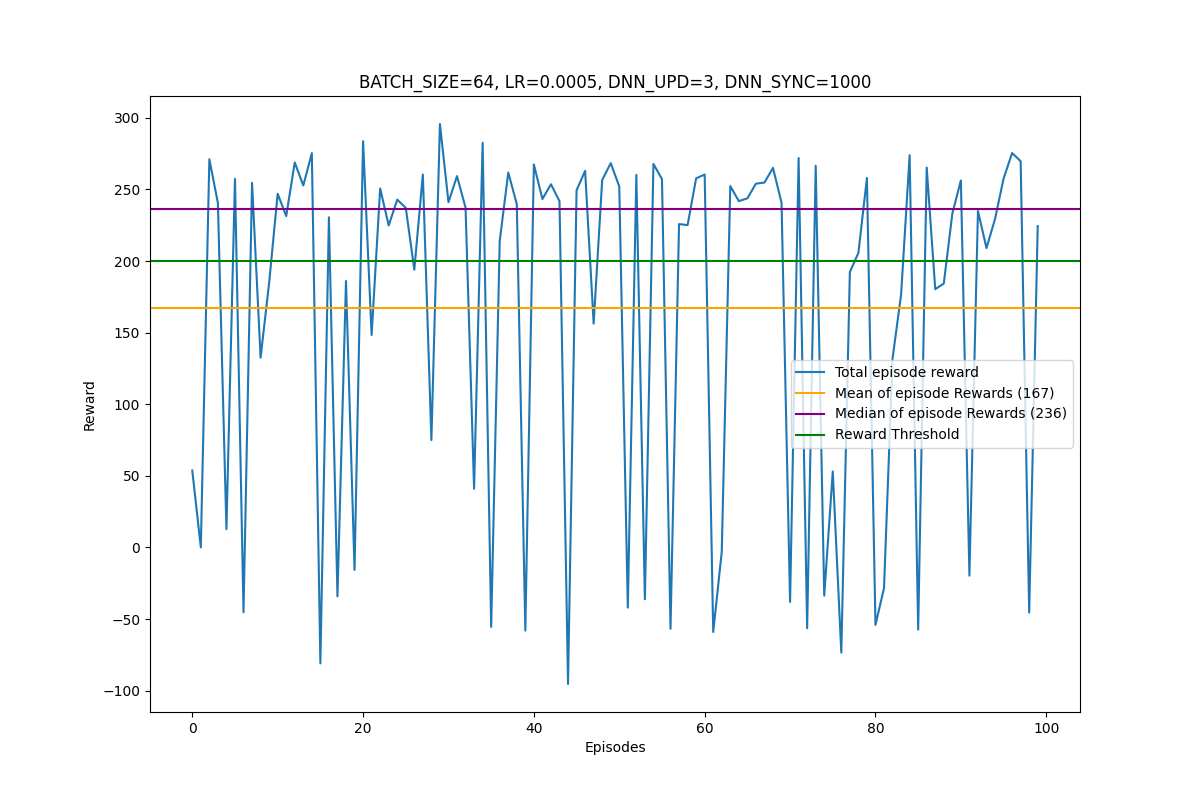 BATCH_SIZE=64, LR=0.0005, DNN_UPD=3, DNN_SYNC=1000
300
250
200
150
100
50
0
−50
−100
Reward
Total episode reward
Mean of episode Rewards (167)
Median of episode Rewards (236)
Reward Threshold
0 20 40 60 80 100
Episodes